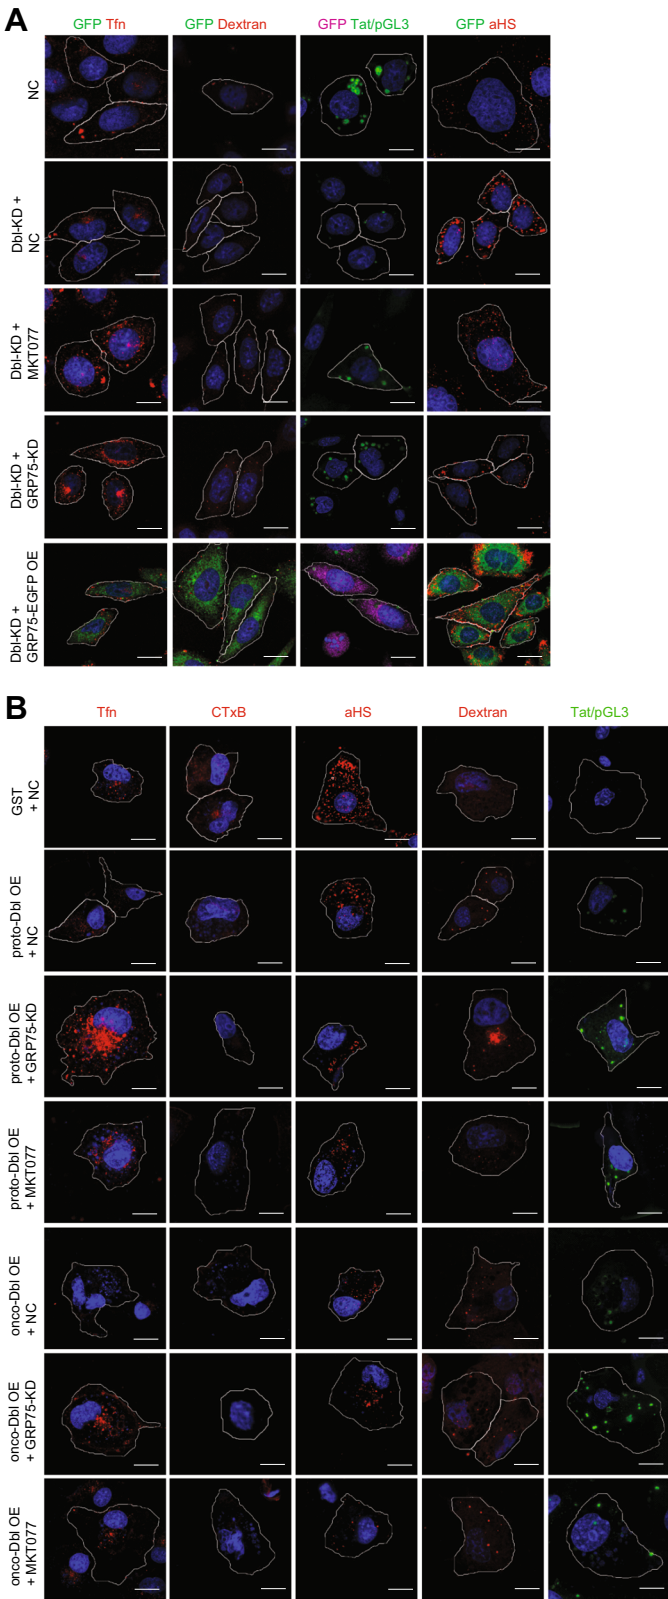 A
GFP Tfn
GFP Dextran
GFP Tat/pGL3
GFP aHS
NC
Dbl-KD +
NC
Dbl-KD +
MKT077
Dbl-KD +
GRP75-KD
Dbl-KD +
GRP75-EGFP OE
B
Tfn
CTxB
aHS
Dextran
Tat/pGL3
GST
+ NC
proto-Dbl OE
+ NC
proto-Dbl OE
+ GRP75-KD
proto-Dbl OE
+ MKT077
onco-Dbl OE
+ NC
onco-Dbl OE
+ GRP75-KD
onco-Dbl OE
+ MKT077